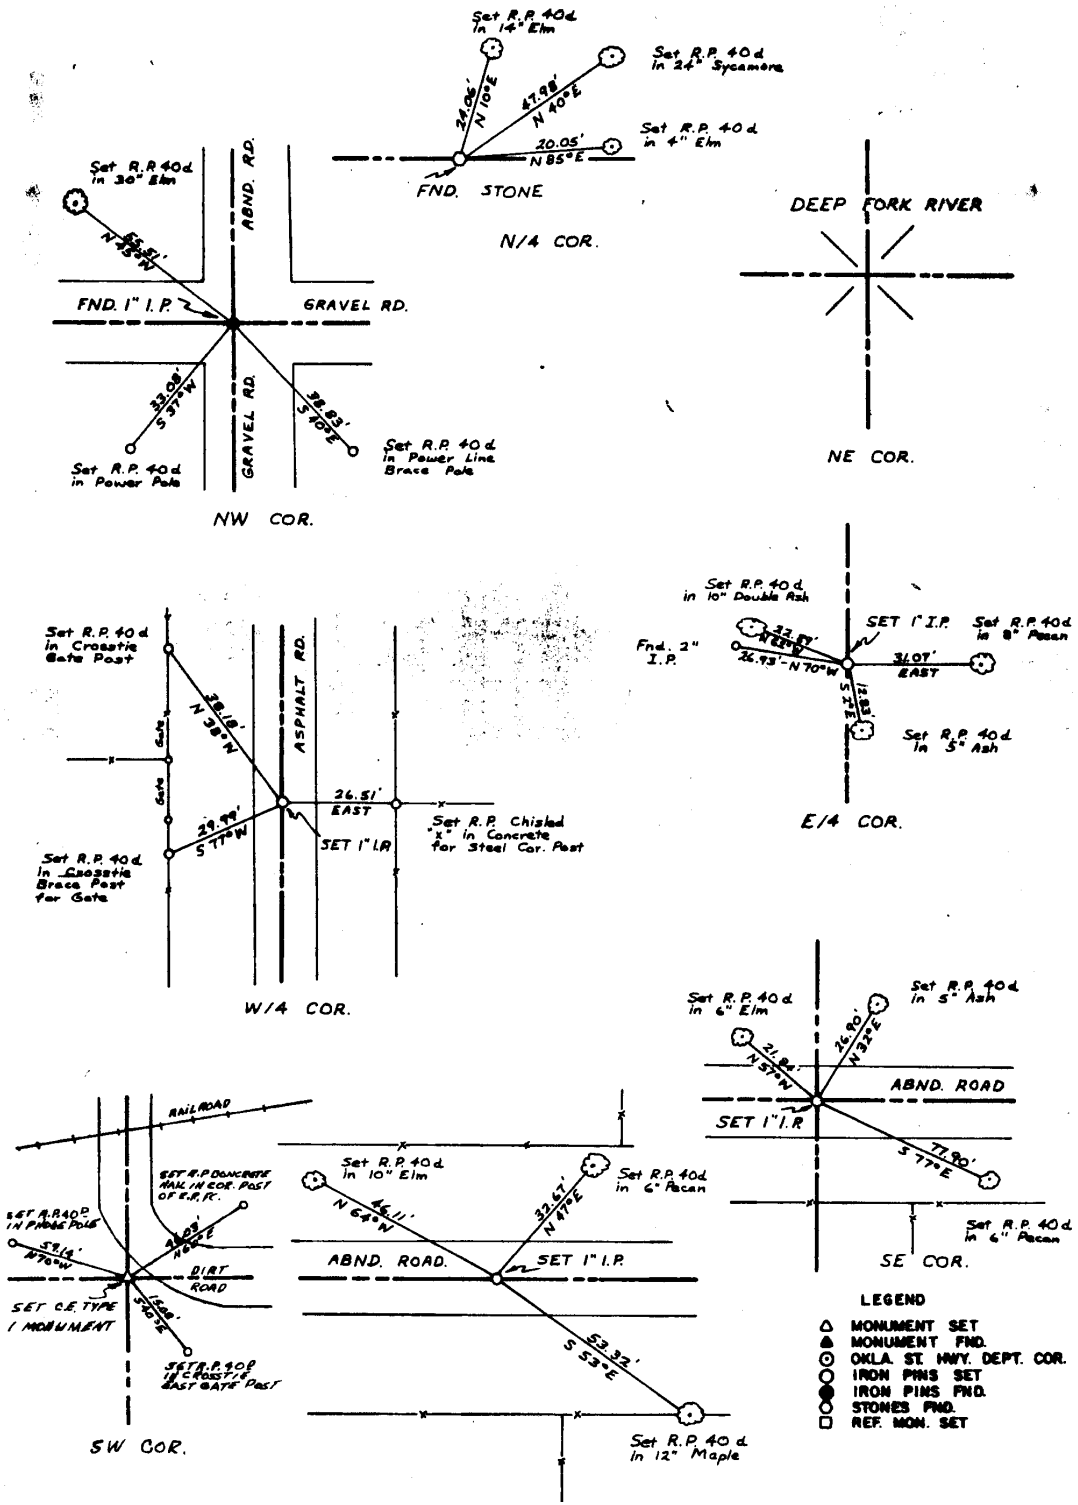 Set R.P. 40d
in 14" Elm
Set R.P. 40d
in 24" Sycamore
24.06'
N 10°E
47.98'
N 40°E
20.05'
N 85°E
Set R.P. 40d
in 4" Elm
FND. STONE
N/4 COR.
Set R.P. 40d
in 30" Elm
ABND. RD.
N 45°W
FND. 1" I.P.
GRAVEL RD.
33.08'
S 37°W
GRAVEL RD.
38.83'
S 40°E
Set R.P. 40d
in Power Pole
Set R.P. 40d
in Power Line
Brace Pole
NW COR.
DEEP FORK RIVER
NE COR.
Set R.P. 40d
in Crosstie
Gate Post
38.18'
N 38°W
ASPHALT RD.
Gate
Gate
29.99'
S 77°W
26.51'
EAST
SET 1" I.P.
Set R.P. Chisled
"x" in Concrete
for Steel Cor. Post
Set R.P. 40d
in Crosstie
Brace Post
for Gate
W/4 COR.
Set R.P. 40d
in 10" Double Ash
SET 1" I.P.
Set R.P. 40d
in 8" Pecan
Fnd. 2"
I.P.
26.93'-N70°W
31.07'
EAST
12.83'
Set R.P. 40d
in 5" Ash
E/4 COR.
Set R.P. 40d
in 6" Elm
Set R.P. 40d
in 5" Ash
21.84'
N 57°W
26.90'
N 32°E
ABND. ROAD
SET 1" I.P.
77.90'
S 77°E
Set R.P. 40d
in 6" Pecan
SE COR.
RAILROAD
SET R.P. CONCRETE
NAIL IN COR. POST
SET R.P. 40D
IN PHONE POLE
N70°W
DIRT
ROAD
SET C.E. TYPE
1 MONUMENT
S40°E
SET R.P. 40D
IN CROSSTIE
EAST GATE POST
SW COR.
Set R.P. 40d
in 10" Elm
Set R.P. 40d
in 6" Pecan
46.11'
N 64°W
32.67'
N 47°E
ABND. ROAD.
SET 1" I.P.
53.32'
S 53°E
Set R.P. 40d
in 12" Maple
LEGEND
MONUMENT SET
MONUMENT FND.
OKLA. ST. HWY. DEPT. COR.
IRON PINS SET
IRON PINS FND.
STONES FND.
REF. MON. SET